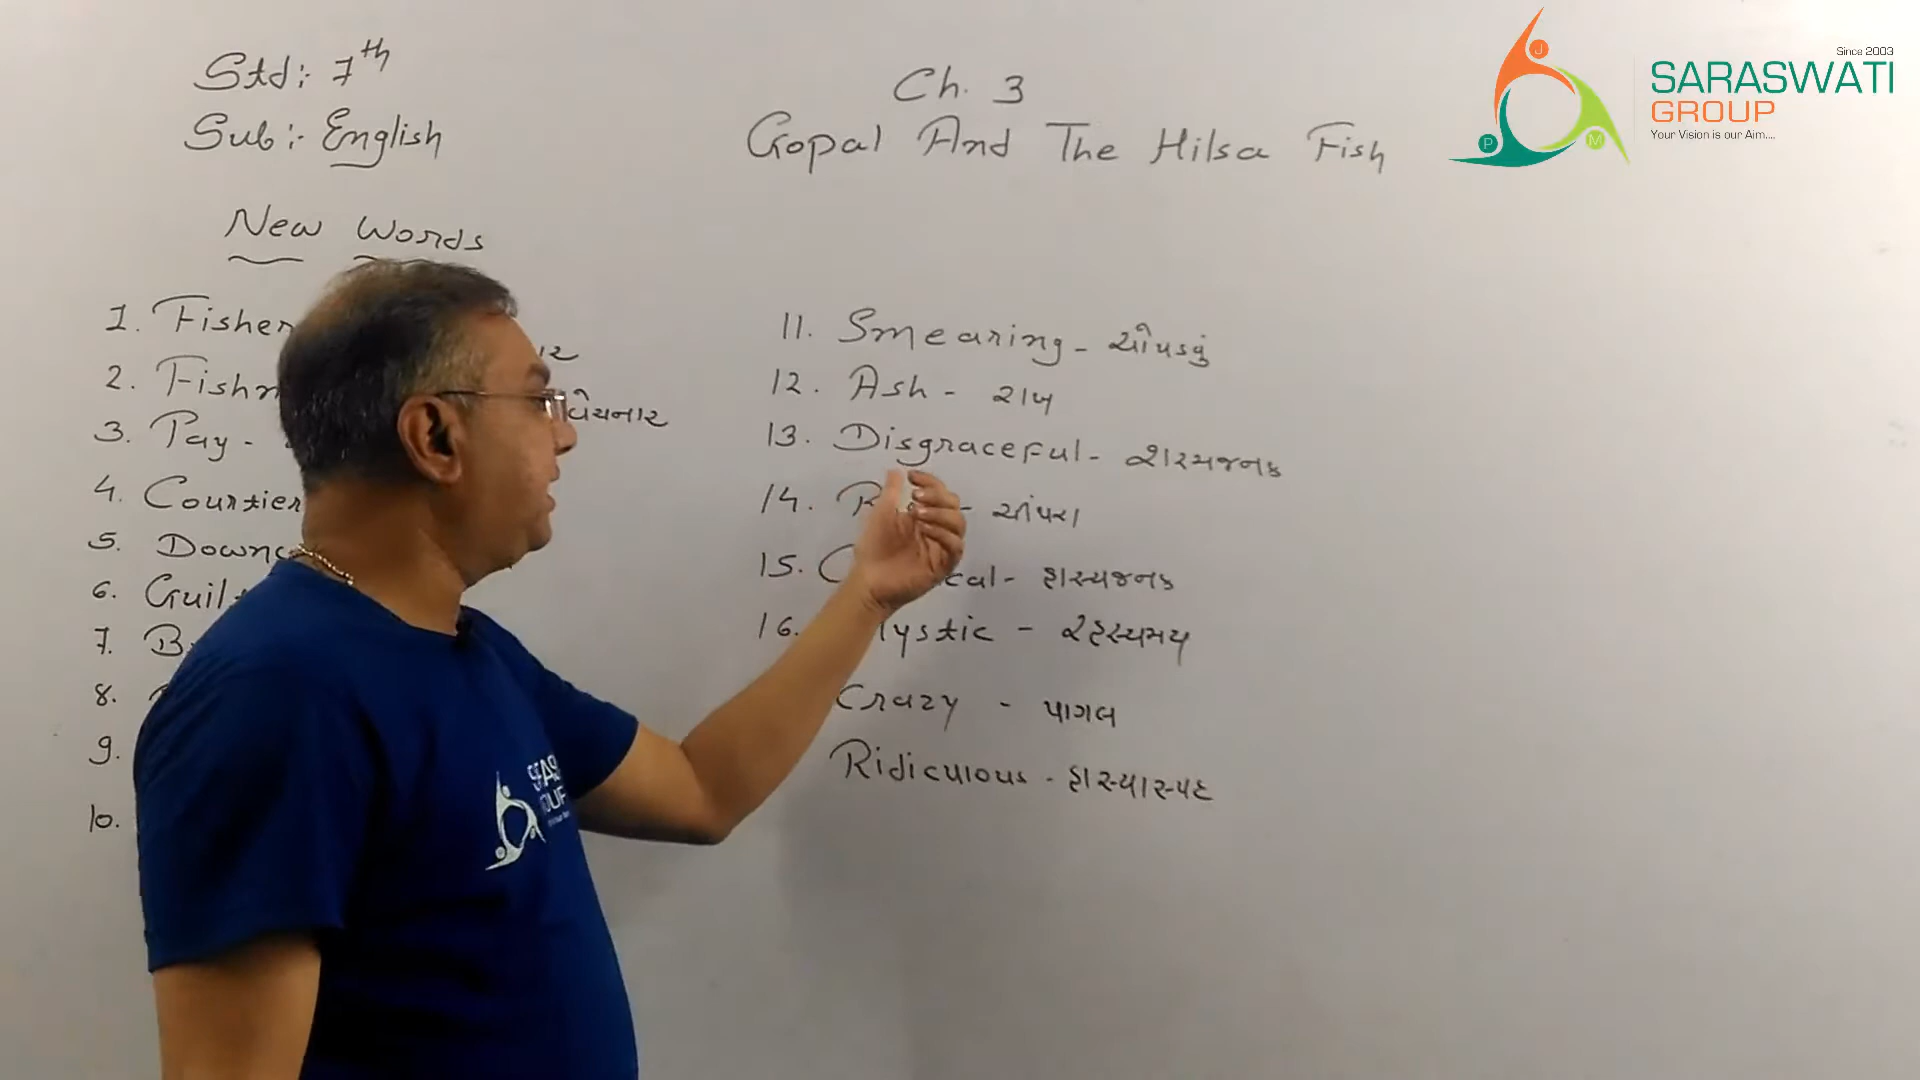 Std:- 7th
Sub:- English
Ch. 3
Gopal And The Hilsa Fish
Since 2003
SARASWATI
GROUP
Your Vision is our Aim....
J
P
M
New Words
1. Fisher
2. Fishm
3. Pay -
વેચનાર
4. Courtier
5. Downc
6. Guil
7. B
8.
9.
10.
11. Smearing - ચોપડવું
12. Ash - રાખ
13. Disgraceful - શરમજનક
14. - ચીંથરા
15. C cal - હાસ્યજનક
16. ystic - રહસ્યમય
Crazy - પાગલ
Ridiculous - હાસ્યાસ્પદ